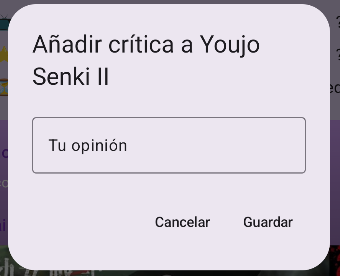 Añadir crítica a Youjo
Senki II
Tu opinión
Cancelar
Guardar